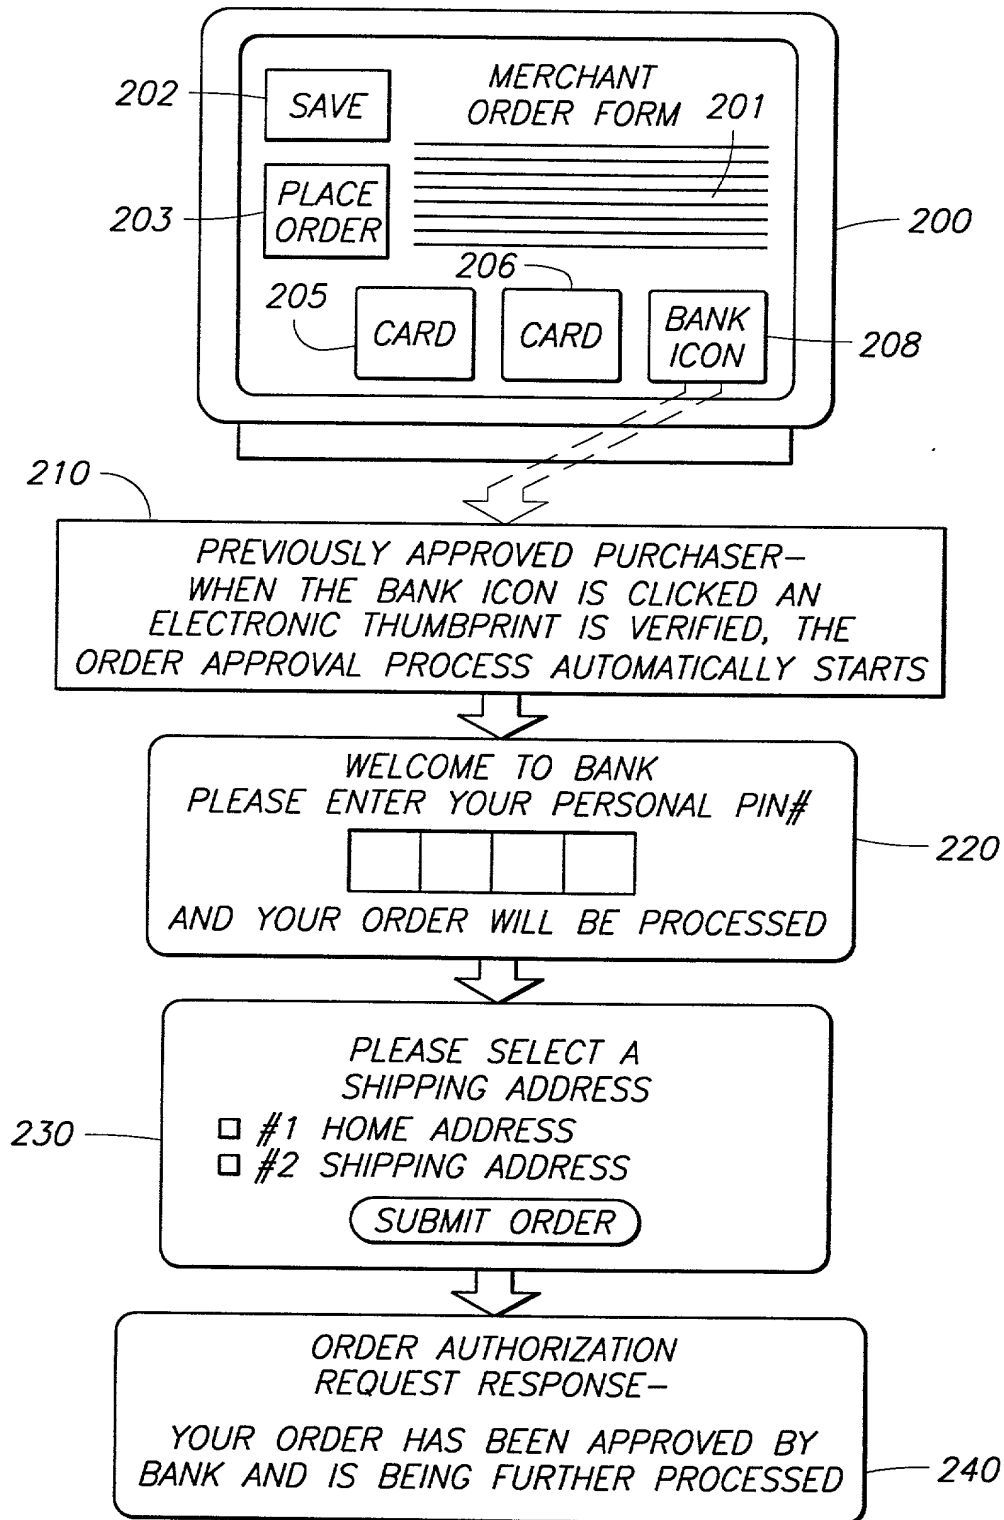 MERCHANT
ORDER FORM
201
202
SAVE
203
PLACE
ORDER
200
205
CARD
206
CARD
BANK
ICON
208
210
PREVIOUSLY APPROVED PURCHASER–
WHEN THE BANK ICON IS CLICKED AN
ELECTRONIC THUMBPRINT IS VERIFIED, THE
ORDER APPROVAL PROCESS AUTOMATICALLY STARTS
WELCOME TO BANK
PLEASE ENTER YOUR PERSONAL PIN#
220
AND YOUR ORDER WILL BE PROCESSED
PLEASE SELECT A
SHIPPING ADDRESS
230
#1 HOME ADDRESS
#2 SHIPPING ADDRESS
SUBMIT ORDER
ORDER AUTHORIZATION
REQUEST RESPONSE–
YOUR ORDER HAS BEEN APPROVED BY
BANK AND IS BEING FURTHER PROCESSED
240